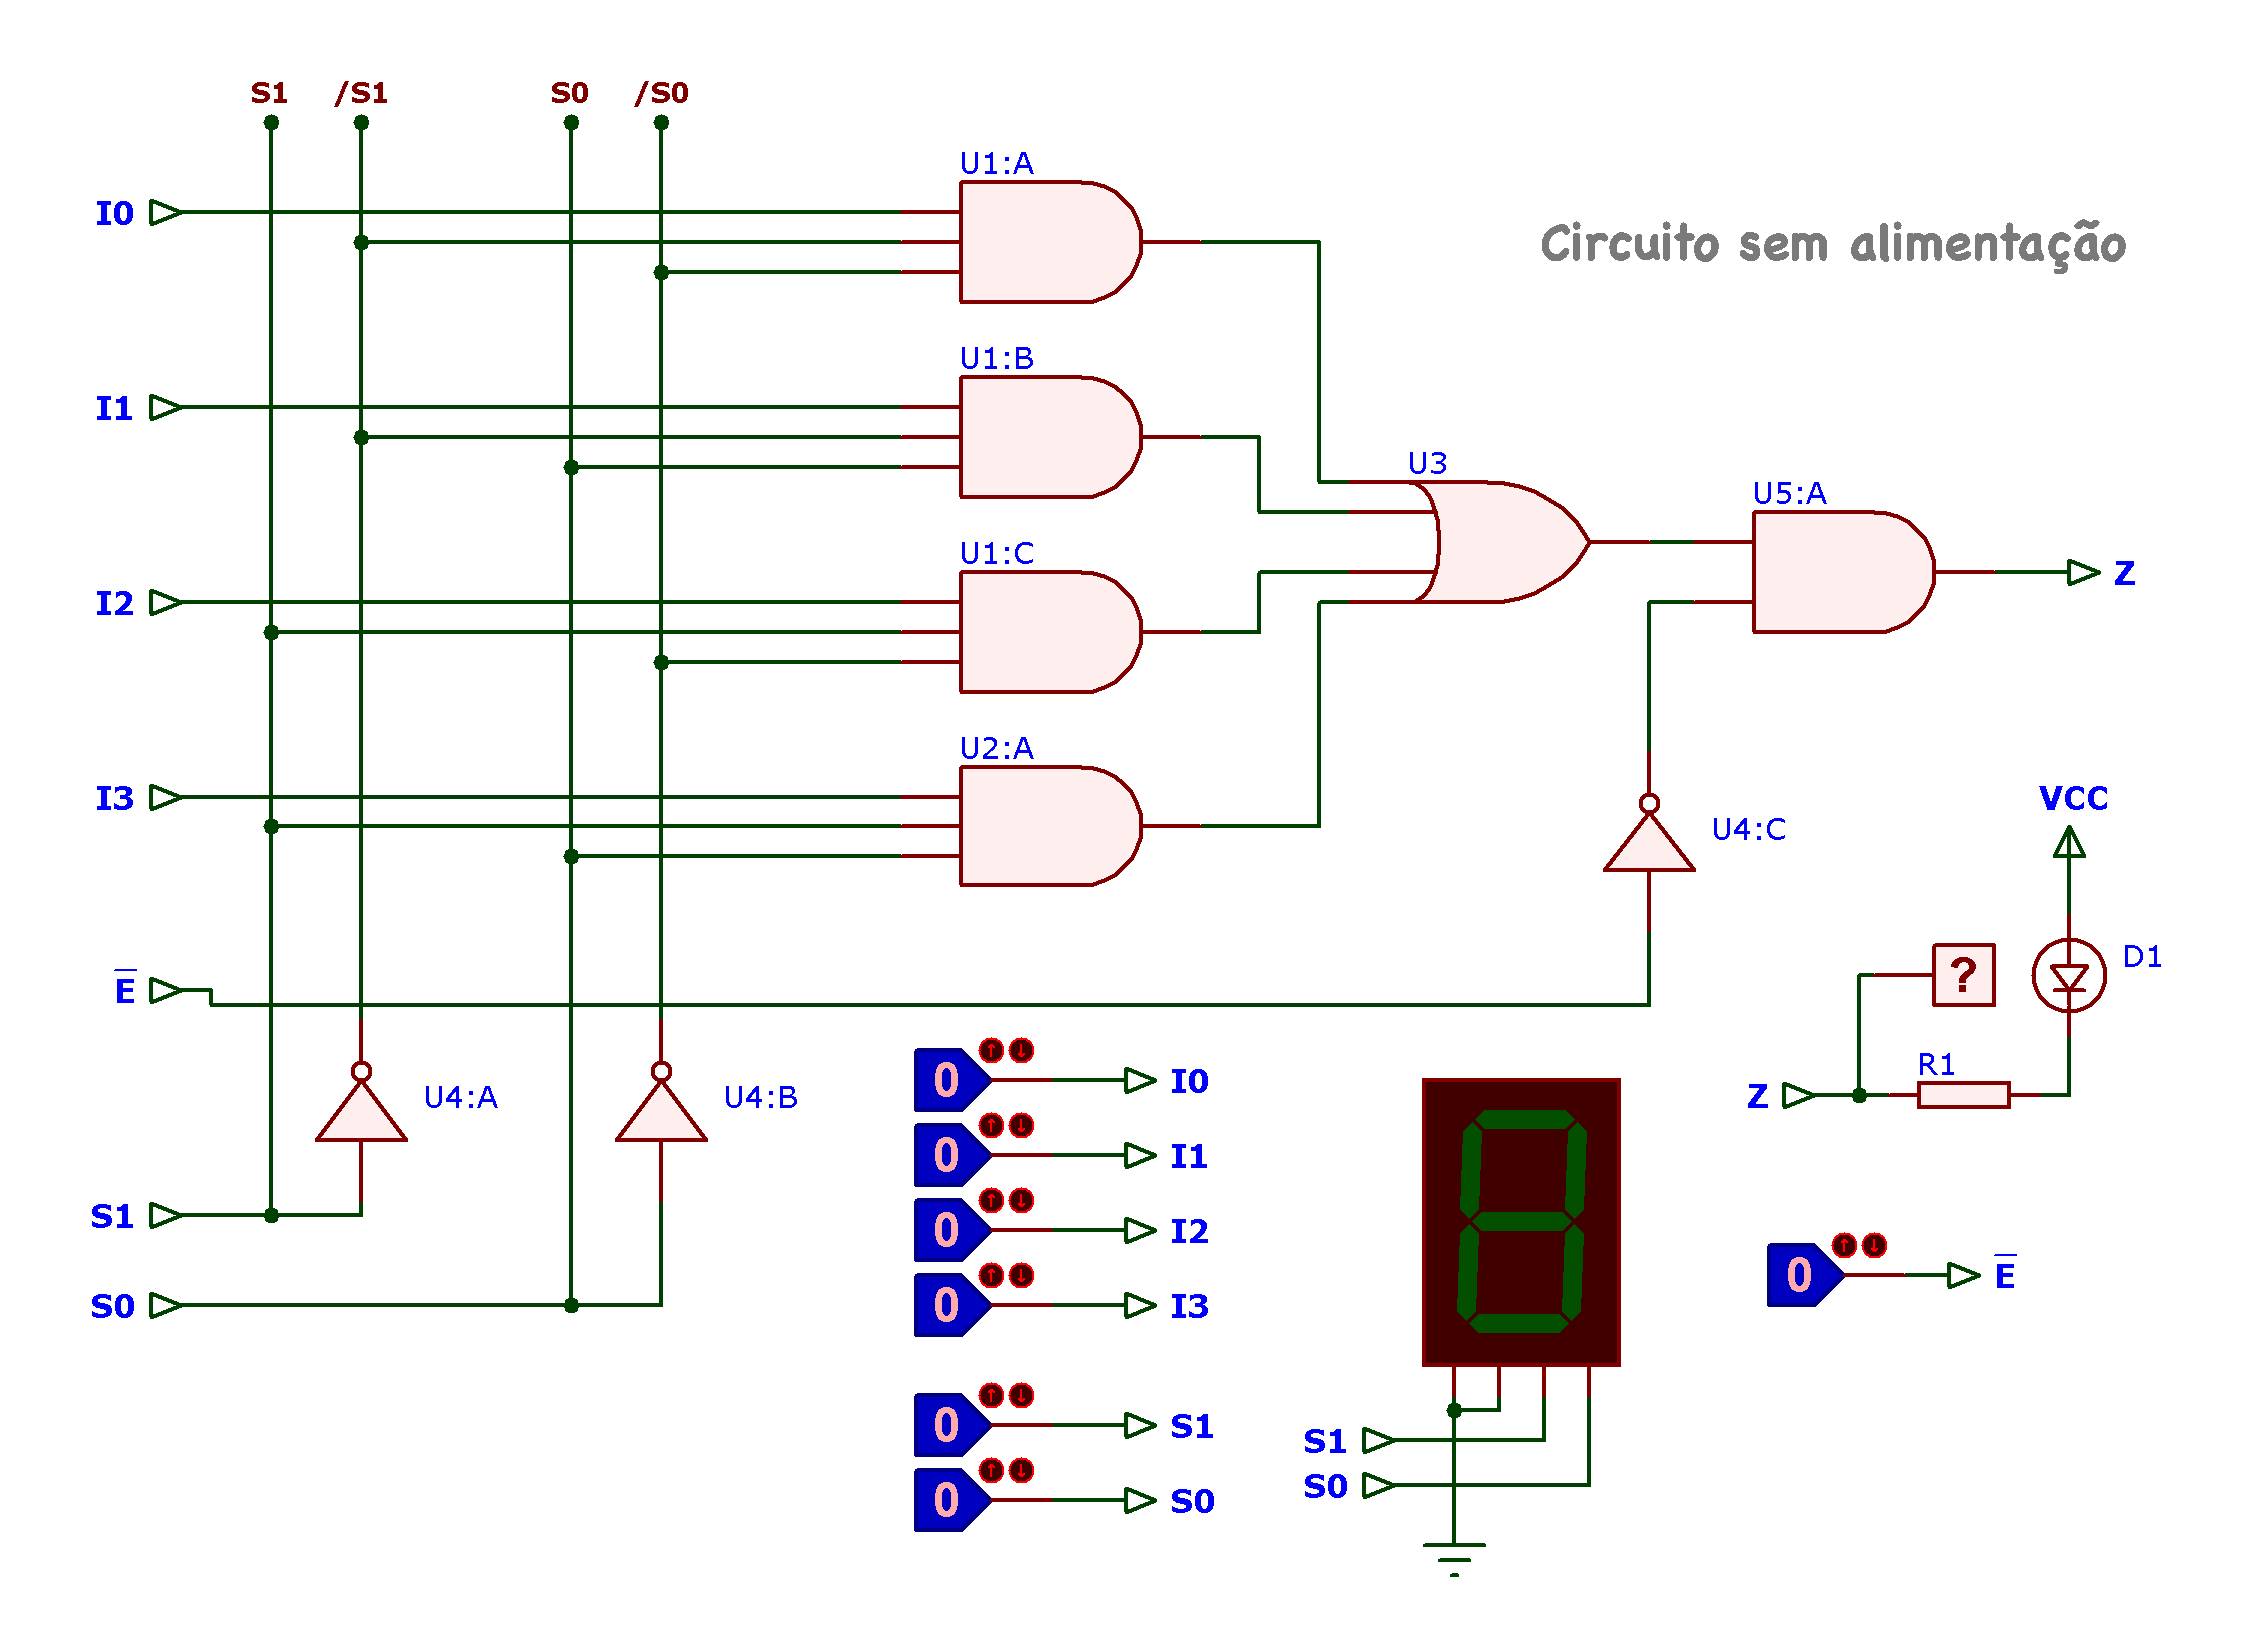 S1 /S1 S0 /S0
U1:A
I0
Circuito sem alimentação
U1:B
I1
U3
U5:A
U1:C
Z
I2
U2:A
I3
VCC
U4:C
D1
E̅
?
0 ↑ ↓ I0
R1
U4:A U4:B
Z
0 ↑ ↓ I1
S1
0 ↑ ↓ I2
0 ↑ ↓ E̅
S0
0 ↑ ↓ I3
0 ↑ ↓ S1
S1
0 ↑ ↓ S0
S0